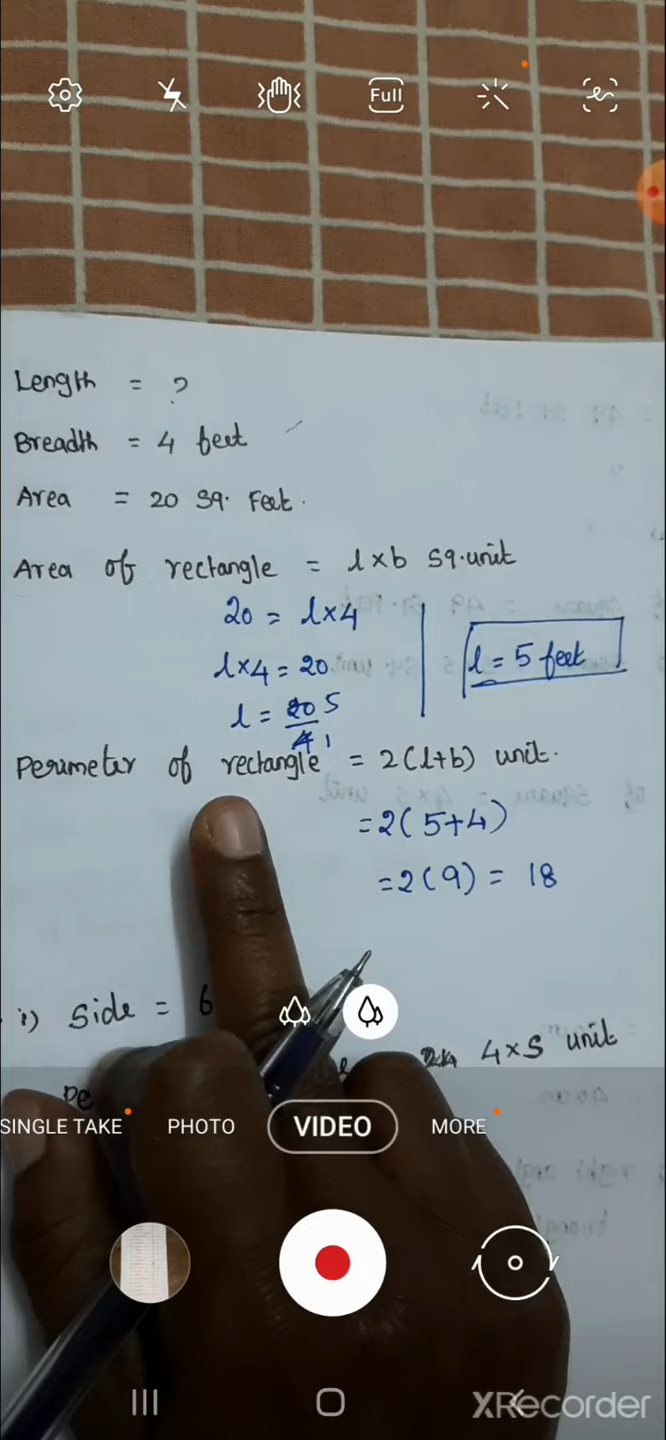 Full
Length = ?
Breadth = 4 feet
Area = 20 Sq. Feet.
Area of rectangle = l×b Sq.unit
20 = l×4
l×4 = 20
l = 20 5
4 1
l = 5 feet
Perimeter of rectangle = 2(l+b) unit.
=2( 5+4)
=2(9) = 18
i) Side = 6
4×S unit
Pe
SINGLE TAKE PHOTO VIDEO MORE
XRecorder